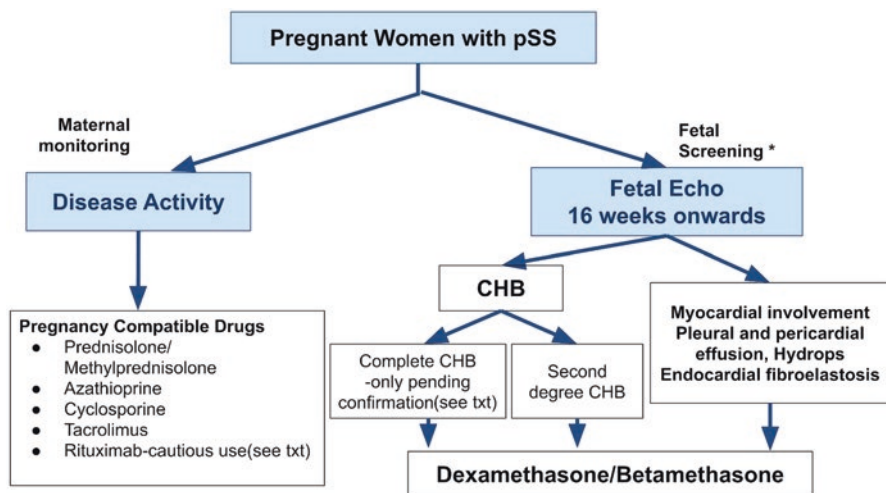 Pregnant Women with pSS
Maternal
monitoring
Fetal
Screening *
Disease Activity
Fetal Echo
16 weeks onwards
CHB
Pregnancy Compatible Drugs
● Prednisolone/
Methylprednisolone
● Azathioprine
● Cyclosporine
● Tacrolimus
● Rituximab-cautious use(see txt)
Complete CHB
-only pending
confirmation(see txt)
Second
degree CHB
Myocardial involvement
Pleural and pericardial
effusion, Hydrops
Endocardial fibroelastosis
Dexamethasone/Betamethasone